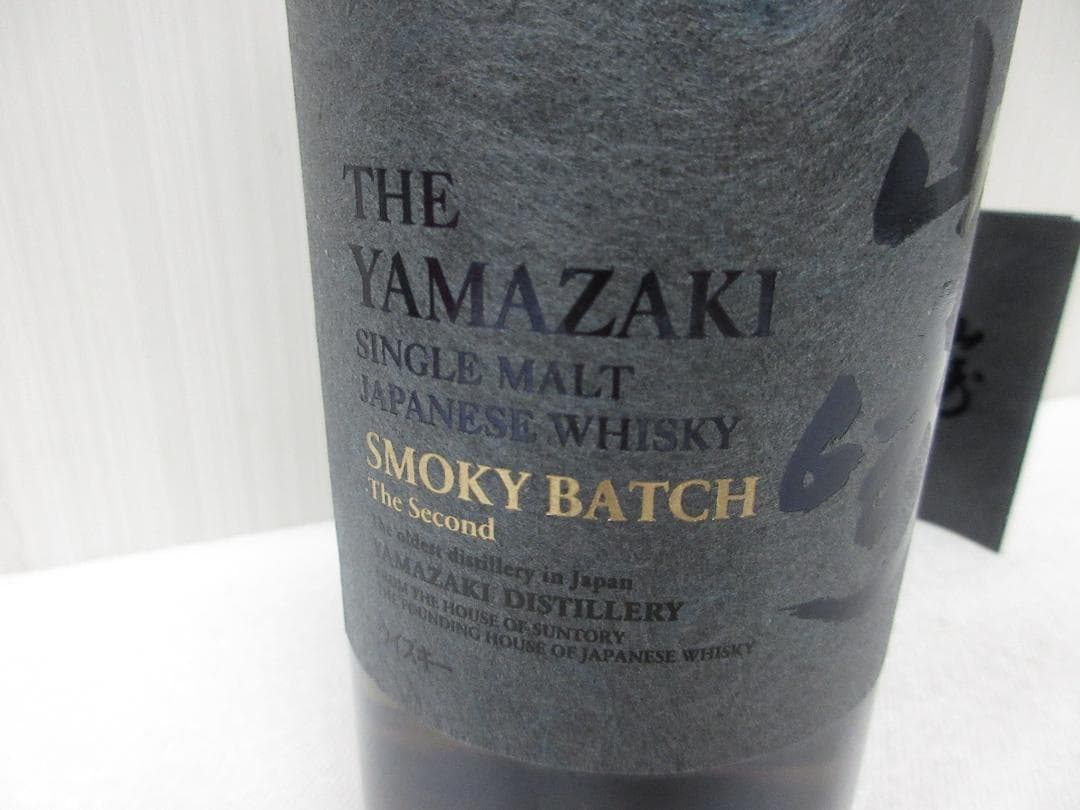 THE
YAMAZAKI
SINGLE MALT
JAPANESE WHISKY
SMOKY BATCH
The Second
The oldest distillery in Japan
YAMAZAKI DISTILLERY
FROM THE HOUSE OF SUNTORY
THE FOUNDING HOUSE OF JAPANESE WHISKY
ウイスキー
山